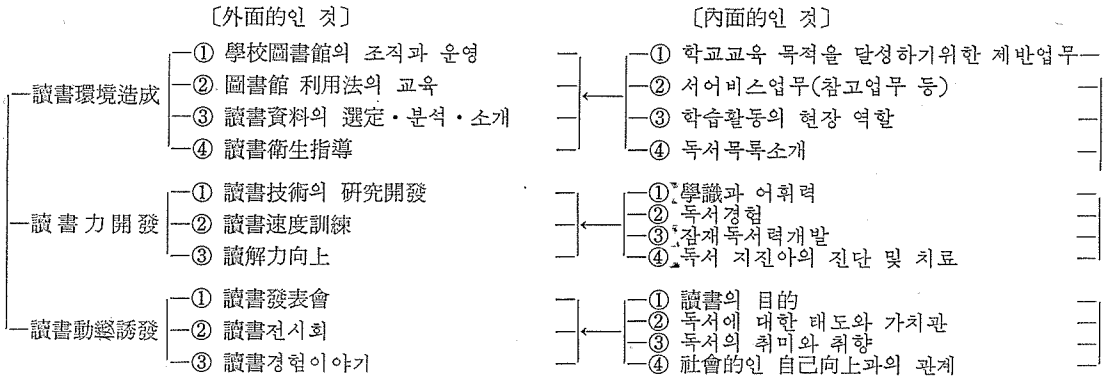 〔外面的인 것〕 〔內面的인 것〕
① 學校圖書館의 조직과 운영 ① 학교교육 목적을 달성하기위한 제반업무
讀書環境造成 ② 圖書館 利用法의 교육 ② 서어비스업무(참고업무 등)
③ 讀書資料의 選定・분석・소개 ③ 학습활동의 현장 역할
④ 讀書衛生指導 ④ 독서목록소개
① 讀書技術의 硏究開發 ① 學識과 어휘력
讀書力開發 ② 讀書速度訓練 ② 독서경험
③ 讀解力向上 ③ 잠재독서력개발
④ 독서 지진아의 진단 및 치료
① 讀書發表會 ① 讀書의 目的
讀書動機誘發 ② 讀書전시회 ② 독서에 대한 태도와 가치관
③ 讀書경험이야기 ③ 독서의 취미와 취향
④ 社會的인 自己向上과의 관계